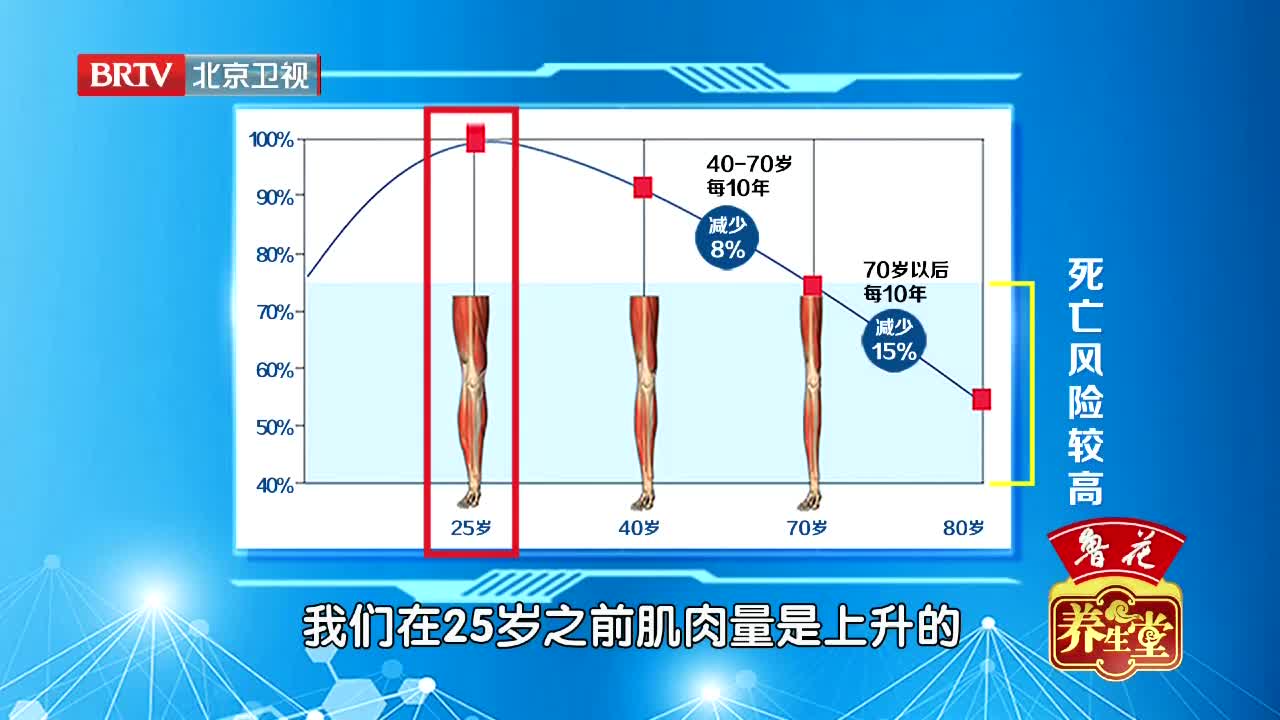 BRTV 北京卫视
100%
90%
80%
70%
60%
50%
40%
40-70岁
每10年
减少
8%
70岁以后
每10年
减少
15%
25岁
40岁
70岁
80岁
死亡风险较高
鲁花
养生堂
我们在25岁之前肌肉量是上升的